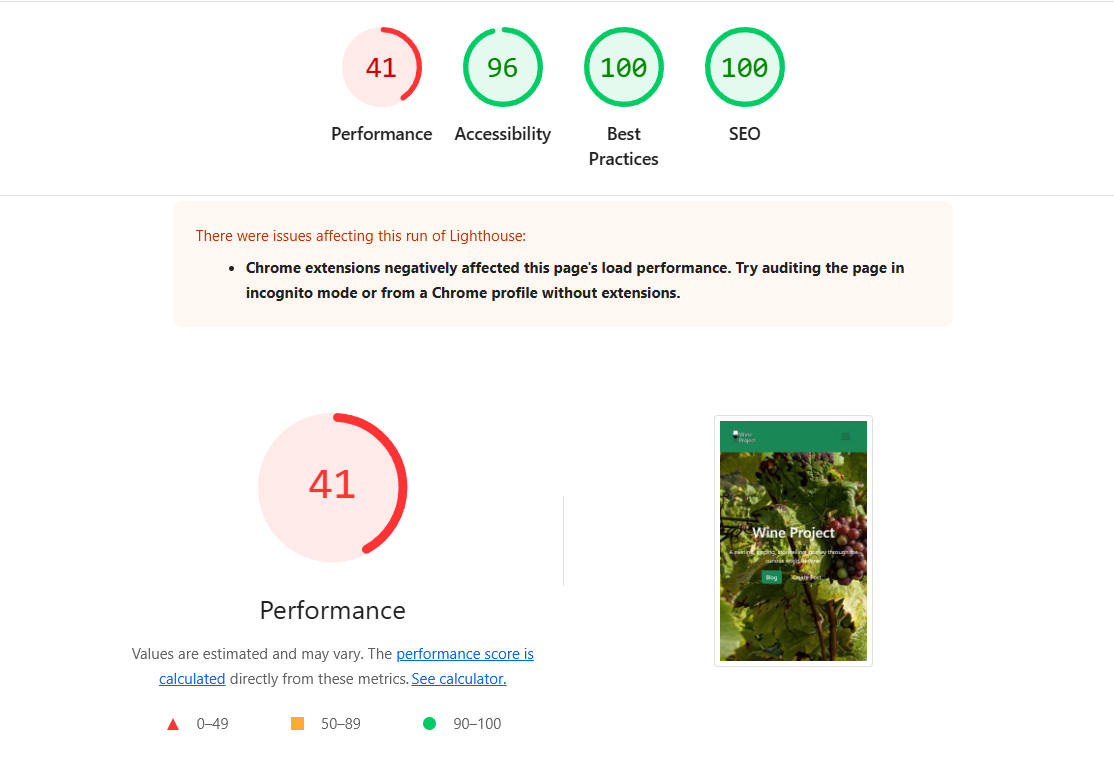 41
96
100
100
Performance
Accessibility
Best
Practices
SEO
There were issues affecting this run of Lighthouse:
• Chrome extensions negatively affected this page's load performance. Try auditing the page in
incognito mode or from a Chrome profile without extensions.
41
Performance
Values are estimated and may vary. The performance score is
calculated directly from these metrics. See calculator.
0–49
50–89
90–100
Wine
Project
Wine Project
journey through the
Blog
Create Post